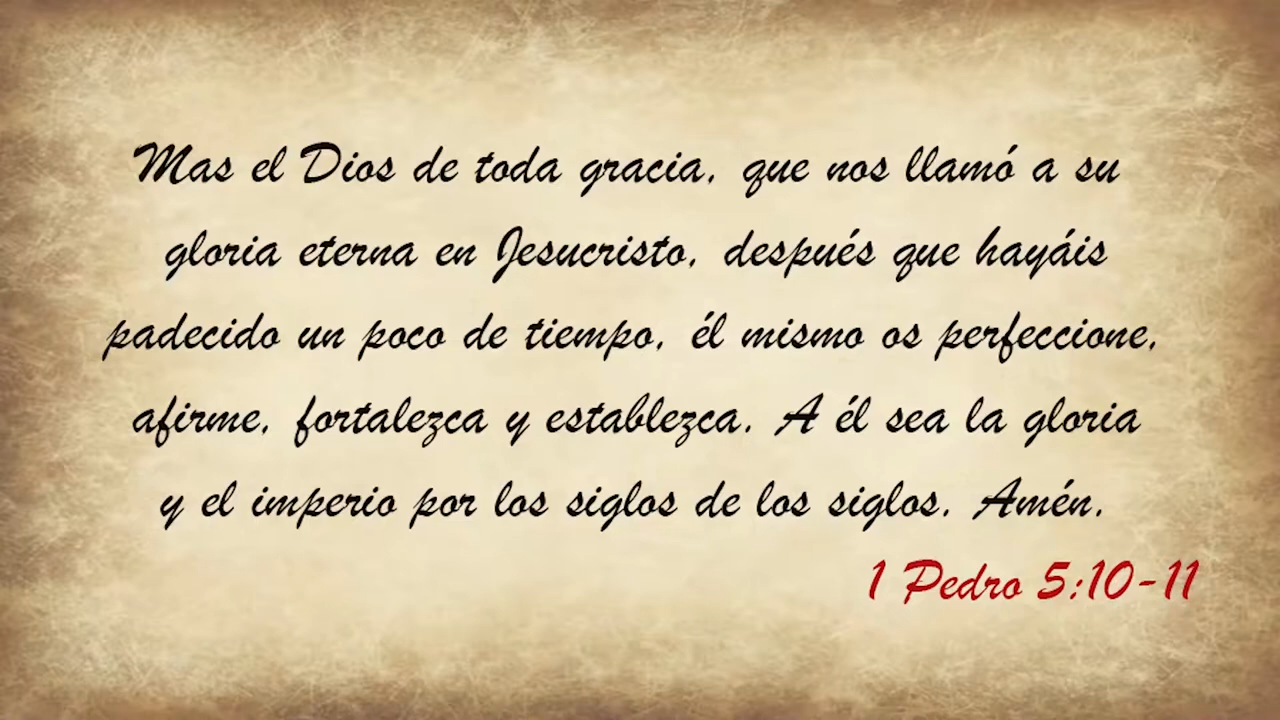 Mas el Dios de toda gracia, que nos llamó a su
gloria eterna en Jesucristo, después que hayáis
padecido un poco de tiempo, él mismo os perfeccione,
afirme, fortalezca y establezca. A él sea la gloria
y el imperio por los siglos de los siglos. Amén.
1 Pedro 5:10-11